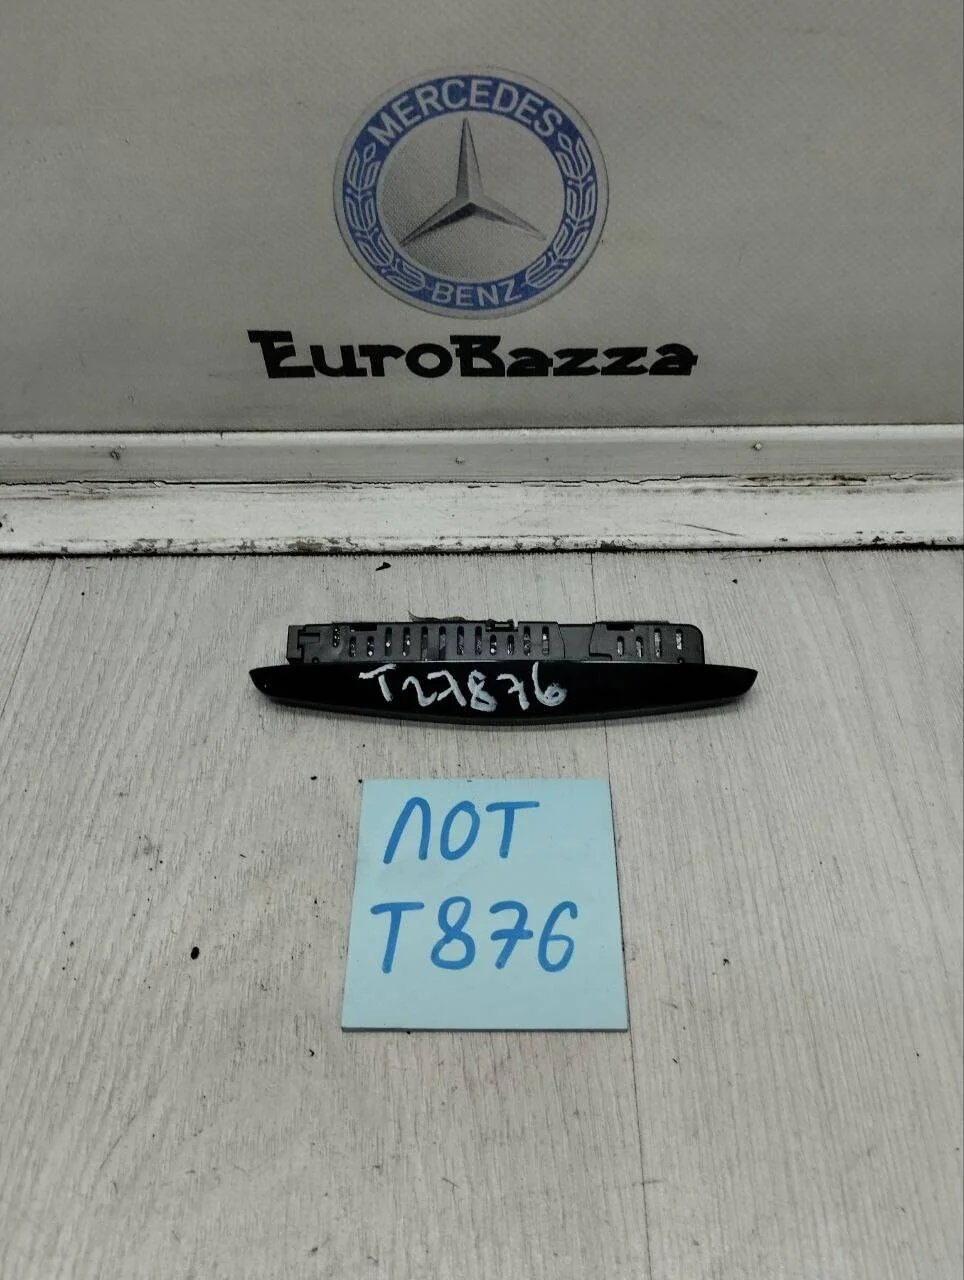 MERCEDES
BENZ
EuroBazza
T27876
ЛОТ
T876